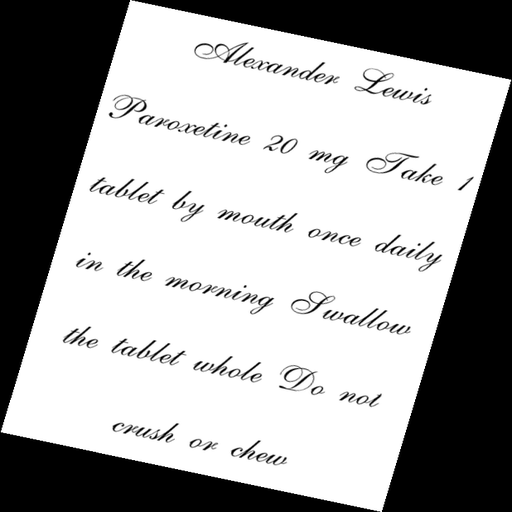 Alexander Lewis
Paroxetine 20 mg Take 1
tablet by mouth once daily
in the morning Swallow
the tablet whole Do not
crush or chew